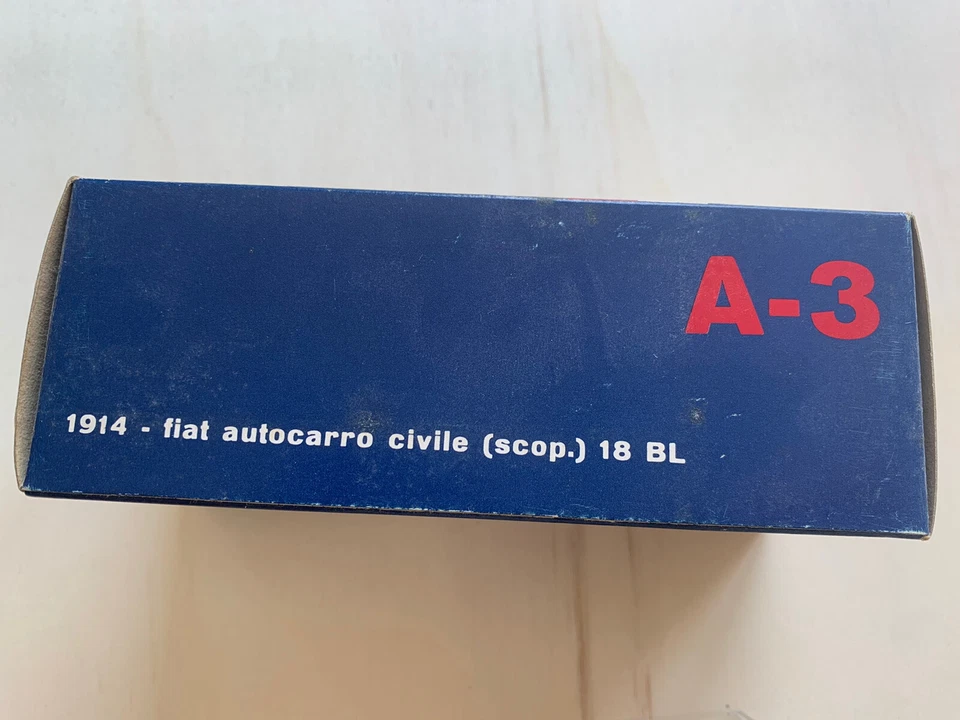 A-3
1914 - fiat autocarro civile (scop.) 18 BL